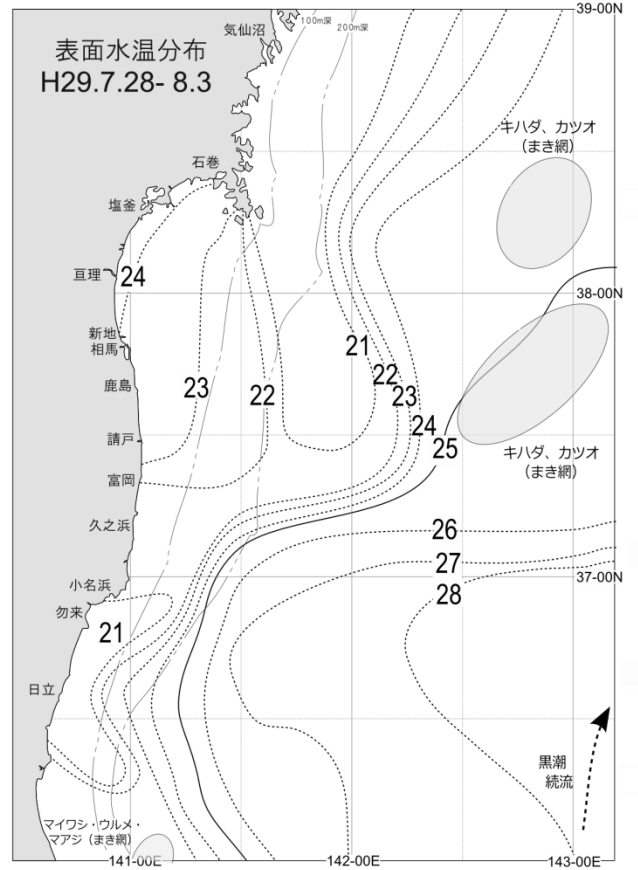 39-00N
気仙沼
100m深
200m深
表面水温分布
H29.7.28- 8.3
キハダ、カツオ
（まき網）
石巻
塩釜
亘理
24
38-00N
新地
相馬
鹿島
21
22
23
23
22
24
25
請戸
キハダ、カツオ
（まき網）
富岡
久之浜
26
27
37-00N
28
小名浜
勿来
21
日立
黒潮
続流
マイワシ・ウルメ・
マアジ（まき網）
141-00E
142-00E
143-00E